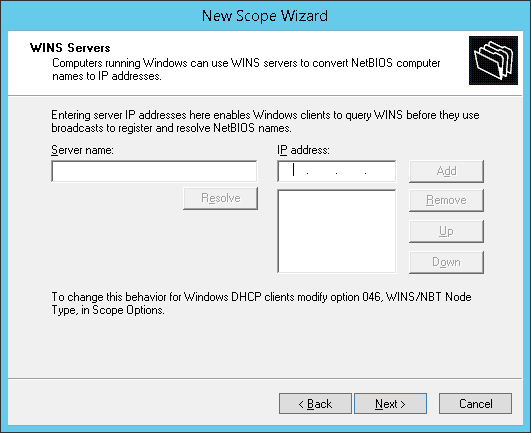 New Scope Wizard
WINS Servers
Computers running Windows can use WINS servers to convert NetBIOS computer
names to IP addresses.
Entering server IP addresses here enables Windows clients to query WINS before they use
broadcasts to register and resolve NetBIOS names.
Server name:
IP address:
. . .
Add
Resolve
Remove
Up
Down
To change this behavior for Windows DHCP clients modify option 046, WINS/NBT Node
Type, in Scope Options.
< Back
Next >
Cancel